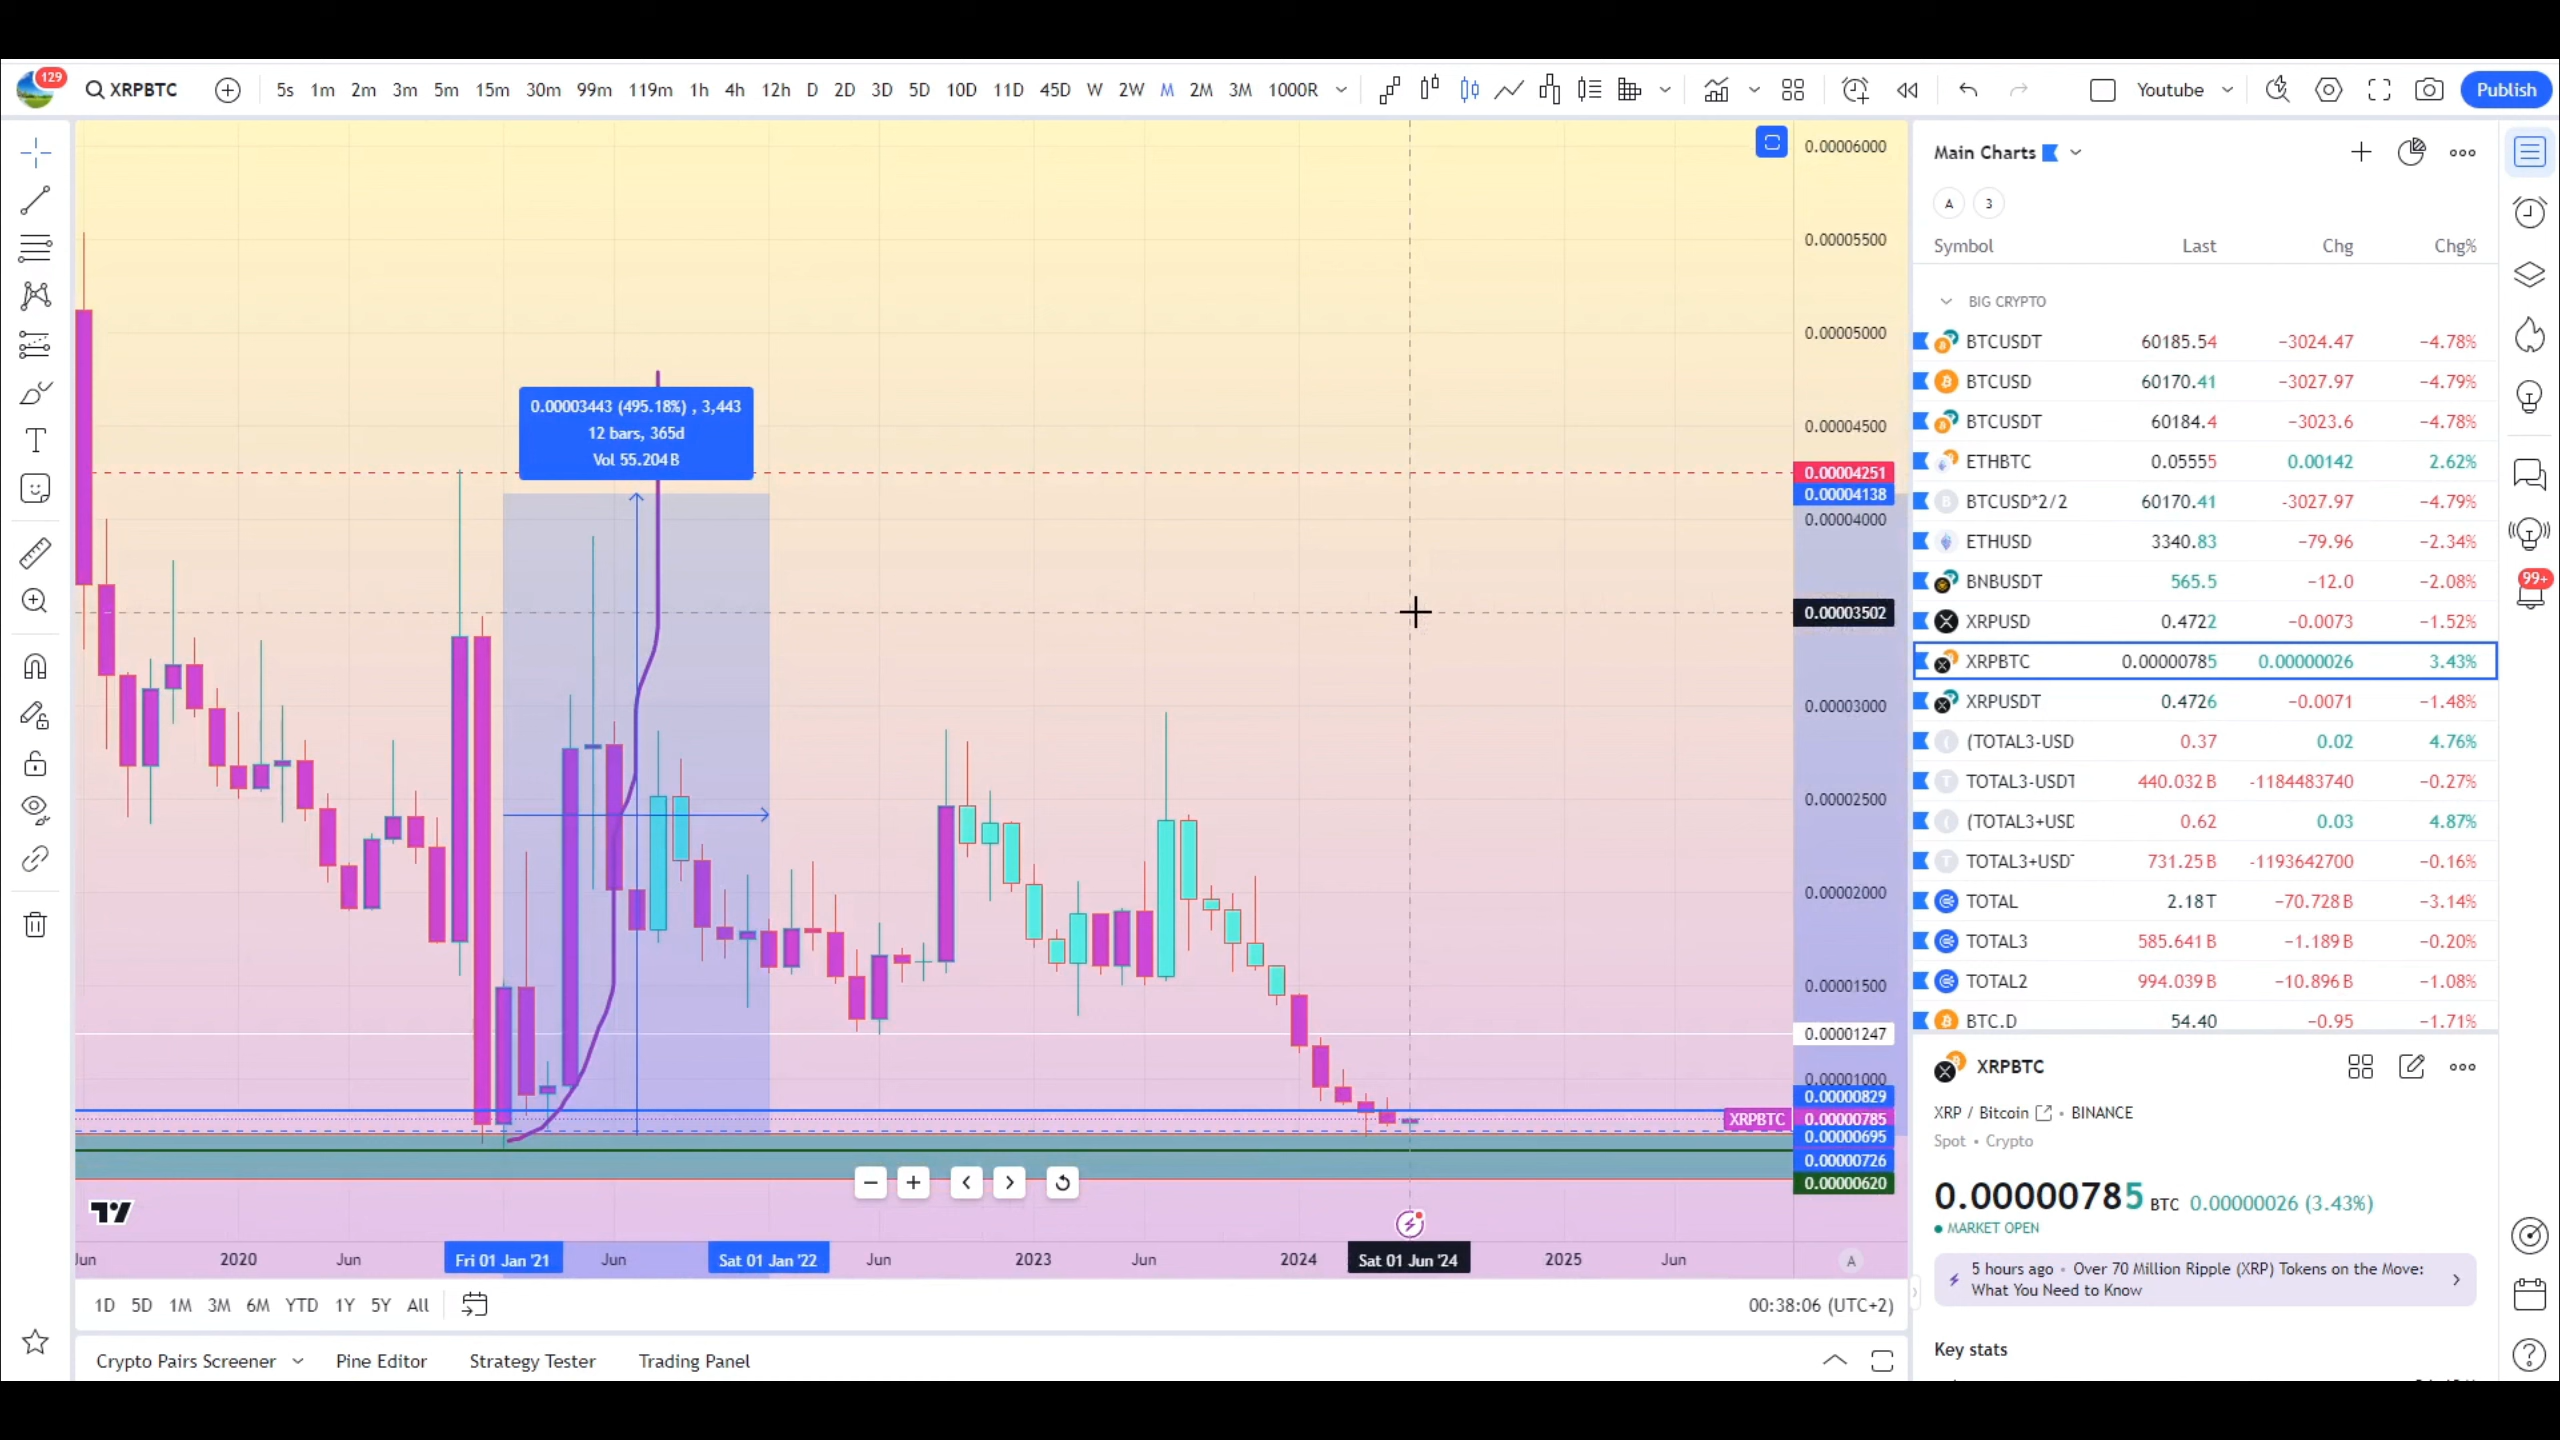 129
XRPBTC 5s 1m 2m 3m 5m 15m 30m 99m 119m 1h 4h 12h D 2D 3D 5D 10D 11D 45D W 2W M 2M 3M 1000R Youtube Publish
Main Charts
A 3
Symbol Last Chg Chg%
BIG CRYPTO
BTCUSDT 60185.54 −3024.47 −4.78%
BTCUSD 60170.41 −3027.97 −4.79%
BTCUSDT 60184.4 −3023.6 −4.78%
ETHBTC 0.05555 0.00142 2.62%
BTCUSD*2/2 60170.41 -3027.97 −4.79%
ETHUSD 3340.83 −79.96 −2.34%
BNBUSDT 565.5 −12.0 −2.08%
99+
XRPUSD 0.4722 −0.0073 −1.52%
XRPBTC 0.00000785 0.00000026 3.43%
XRPUSDT 0.4726 −0.0071 −1.48%
(TOTAL3-USD 0.37 0.02 4.76%
TOTAL3-USDT 440.032 B -1184483740 −0.27%
(TOTAL3+USD 0.62 0.03 4.87%
TOTAL3+USDT 731.25 B -1193642700 −0.16%
TOTAL 2.18 T −70.728 B −3.14%
TOTAL3 585.641 B −1.189 B −0.20%
TOTAL2 994.039 B −10.896 B −1.08%
BTC.D 54.40 −0.95 −1.71%
0.00006000
0.00005500
0.00005000
0.00004500
0.00004251
0.00004138
0.00004000
0.00003502
0.00003000
0.00002500
0.00002000
0.00001500
0.00001247
0.00001000
0.00000829
XRPBTC 0.00000785
0.00000695
0.00000726
0.00000620
0.00003443 (495.18%) , 3,443
12 bars, 365d
Vol 55.204 B
Jun 2020 Jun Fri 01 Jan '21 Jun Sat 01 Jan '22 Jun 2023 Jun 2024 Sat 01 Jun '24 2025 Jun A
1D 5D 1M 3M 6M YTD 1Y 5Y All 00:38:06 (UTC+2)
Crypto Pairs Screener Pine Editor Strategy Tester Trading Panel
XRPBTC
XRP / Bitcoin • BINANCE
Spot • Crypto
0.00000785 BTC 0.00000026 (3.43%)
MARKET OPEN
5 hours ago • Over 70 Million Ripple (XRP) Tokens on the Move:
What You Need to Know
Key stats